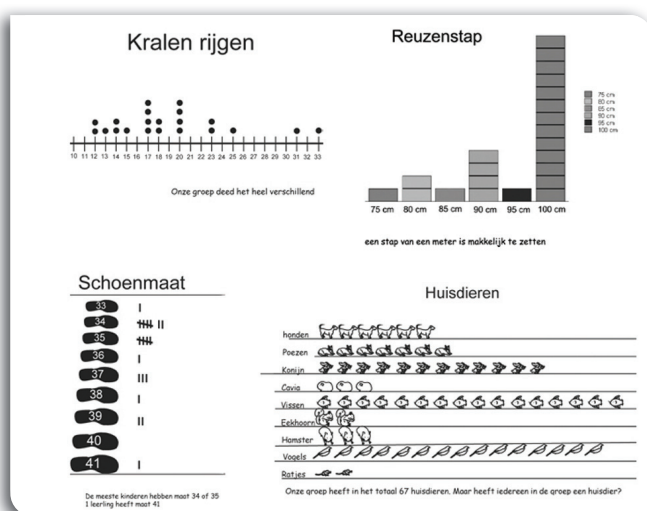 Kralen rijgen
10 11 12 13 14 15 16 17 18 19 20 21 22 23 24 25 26 27 28 29 30 31 32 33
Onze groep deed het heel verschillend
Reuzenstap
75 cm
80 cm
85 cm
90 cm
95 cm
100 cm
75 cm 80 cm 85 cm 90 cm 95 cm 100 cm
een stap van een meter is makkelijk te zetten
Schoenmaat
33
34
35
36
37
38
39
40
41
De meeste kinderen hebben maat 34 of 35
1 leerling heeft maat 41
Huisdieren
honden
Poezen
Konijn
Cavia
Vissen
Eekhoorn
Hamster
Vogels
Ratjes
Onze groep heeft in het totaal 67 huisdieren. Maar heeft iedereen in de groep een huisdier?